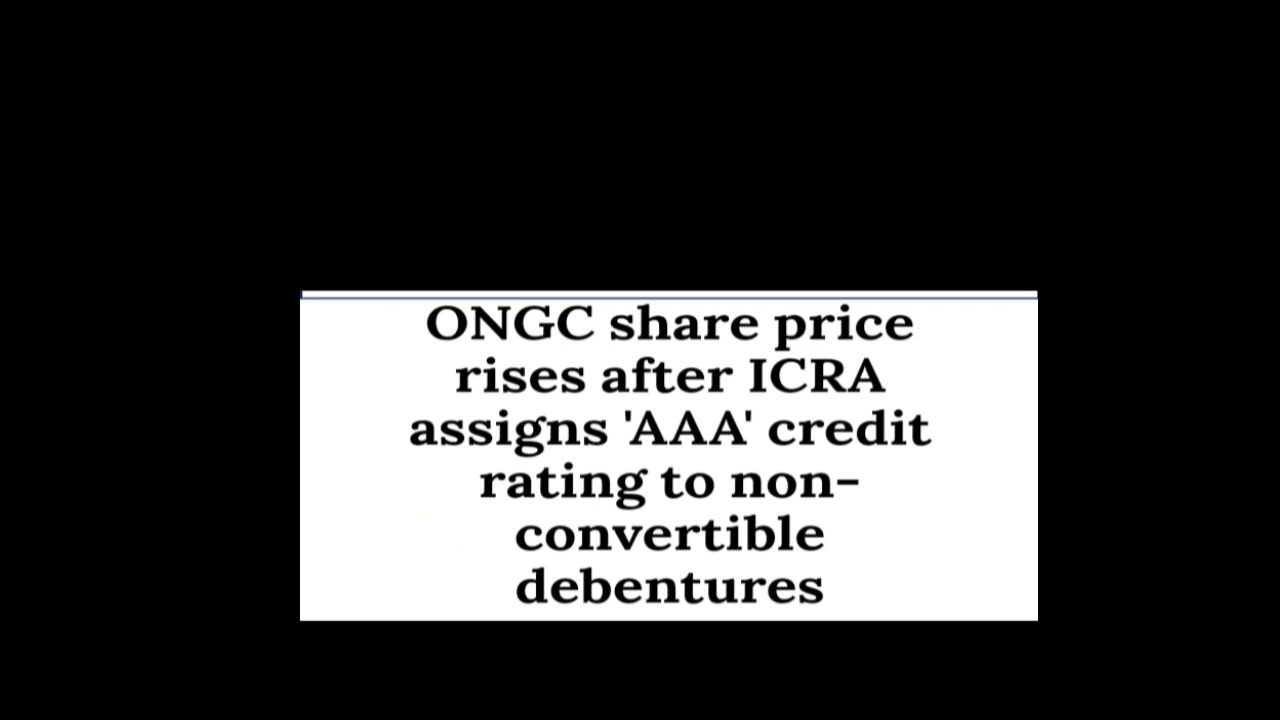 ONGC share price
rises after ICRA
assigns 'AAA' credit
rating to non-
convertible
debentures